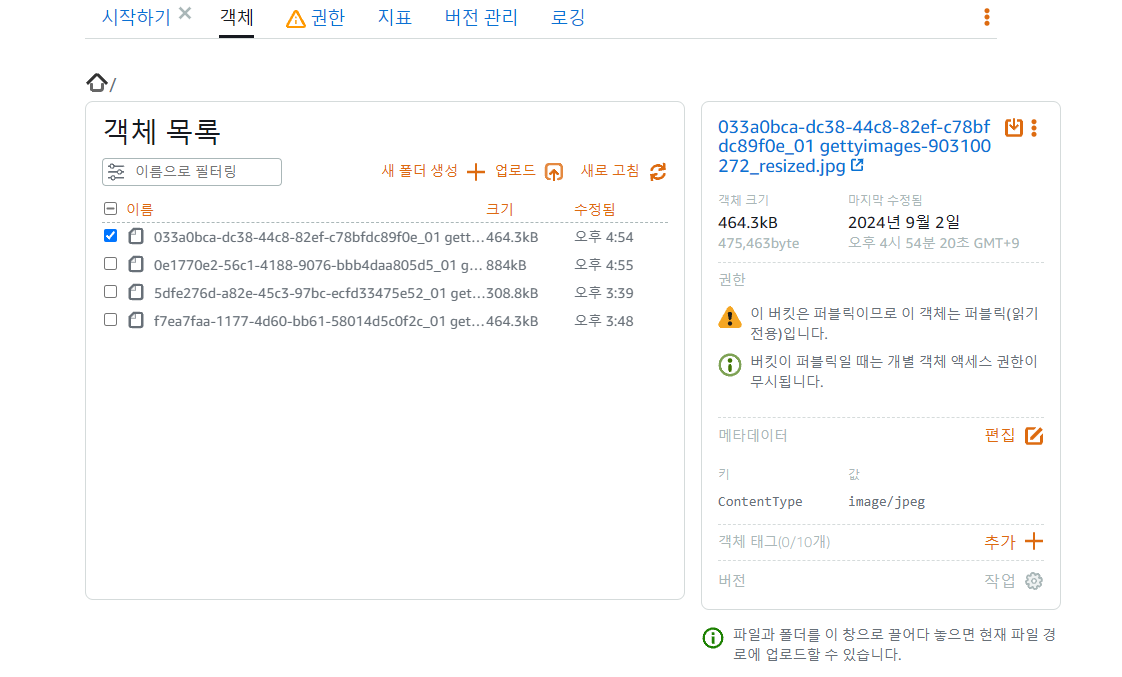 시작하기
객체
권한
지표
버전 관리
로깅
/
객체 목록
이름으로 필터링
새 폴더 생성
업로드
새로 고침
이름 크기 수정됨
033a0bca-dc38-44c8-82ef-c78bfdc89f0e_01 gett... 464.3kB 오후 4:54
0e1770e2-56c1-4188-9076-bbb4daa805d5_01 g... 884kB 오후 4:55
5dfe276d-a82e-45c3-97bc-ecfd33475e52_01 get... 308.8kB 오후 3:39
f7ea7faa-1177-4d60-bb61-58014d5c0f2c_01 get... 464.3kB 오후 3:48
033a0bca-dc38-44c8-82ef-c78bf
dc89f0e_01 gettyimages-903100
272_resized.jpg
객체 크기 마지막 수정됨
464.3kB 2024년 9월 2일
475,463byte 오후 4시 54분 20초 GMT+9
권한
이 버킷은 퍼블릭이므로 이 객체는 퍼블릭(읽기
전용)입니다.
버킷이 퍼블릭일 때는 개별 객체 액세스 권한이
무시됩니다.
메타데이터 편집
키 값
ContentType image/jpeg
객체 태그(0/10개) 추가
버전 작업
파일과 폴더를 이 창으로 끌어다 놓으면 현재 파일 경
로에 업로드할 수 있습니다.